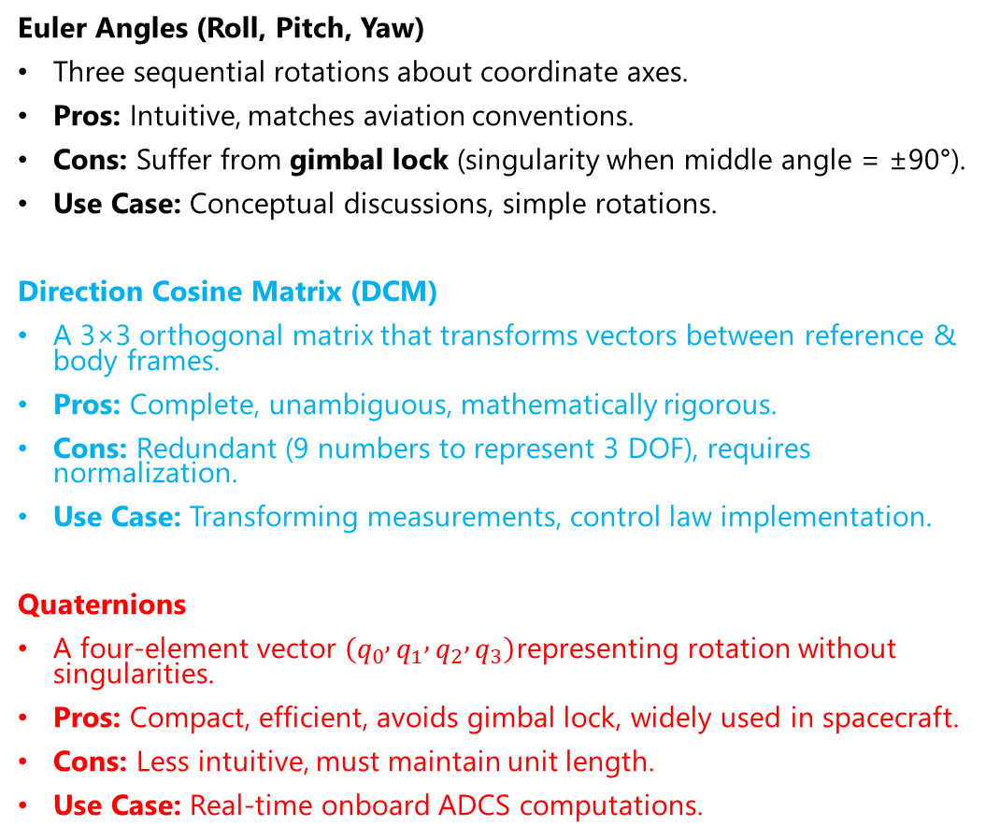 Euler Angles (Roll, Pitch, Yaw)
• Three sequential rotations about coordinate axes.
• Pros: Intuitive, matches aviation conventions.
• Cons: Suffer from gimbal lock (singularity when middle angle = ±90°).
• Use Case: Conceptual discussions, simple rotations.
Direction Cosine Matrix (DCM)
• A 3×3 orthogonal matrix that transforms vectors between reference &
body frames.
• Pros: Complete, unambiguous, mathematically rigorous.
• Cons: Redundant (9 numbers to represent 3 DOF), requires
normalization.
• Use Case: Transforming measurements, control law implementation.
Quaternions
• A four-element vector (q₀, q₁, q₂, q₃)representing rotation without
singularities.
• Pros: Compact, efficient, avoids gimbal lock, widely used in spacecraft.
• Cons: Less intuitive, must maintain unit length.
• Use Case: Real-time onboard ADCS computations.